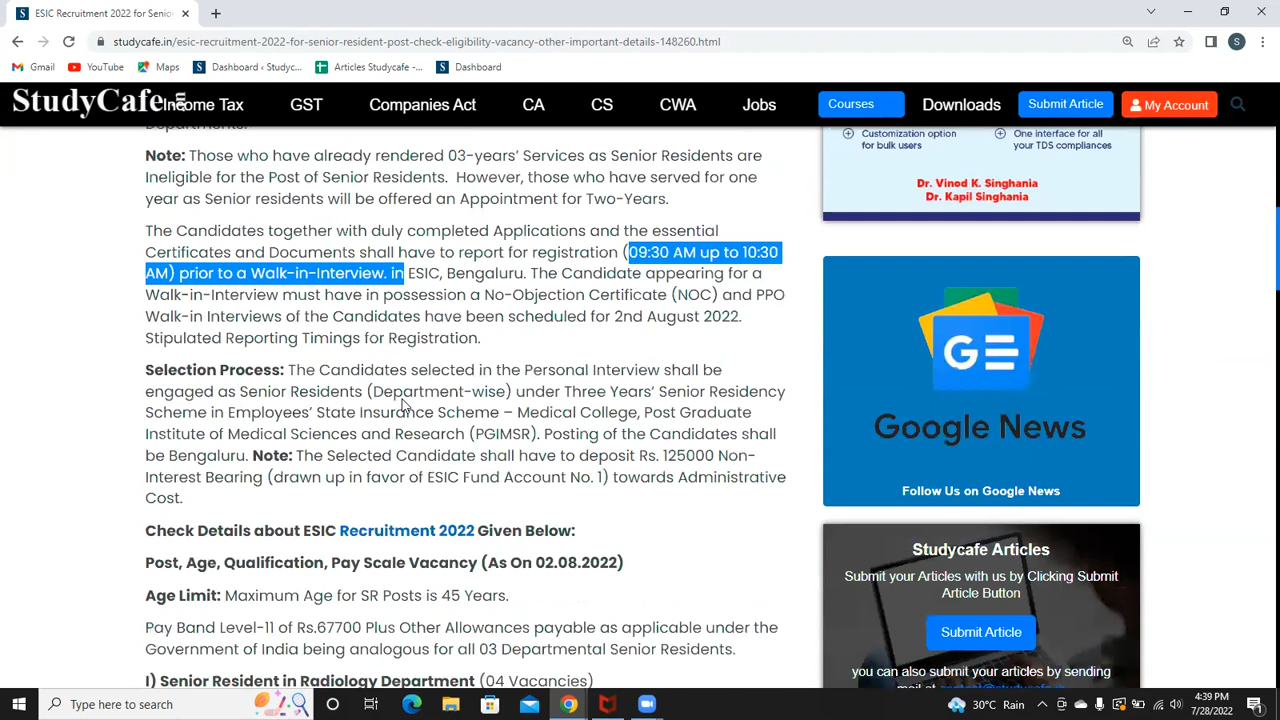 ESIC Recruitment 2022 for Senio
studycafe.in/esic-recruitment-2022-for-senior-resident-post-check-eligibility-vacancy-other-important-details-148260.html
S
Gmail YouTube Maps Dashboard ‹ Studyc... Articles Studycafe -... Dashboard
StudyCafe.in Income Tax GST Companies Act CA CS CWA Jobs Courses Downloads Submit Article My Account
Departments.
Note: Those who have already rendered 03-years’ Services as Senior Residents are
Ineligible for the Post of Senior Residents. However, those who have served for one
year as Senior residents will be offered an Appointment for Two-Years.
The Candidates together with duly completed Applications and the essential
Certificates and Documents shall have to report for registration (09:30 AM up to 10:30
AM) prior to a Walk-in-Interview. in ESIC, Bengaluru. The Candidate appearing for a
Walk-in-Interview must have in possession a No-Objection Certificate (NOC) and PPO
Walk-in Interviews of the Candidates have been scheduled for 2nd August 2022.
Stipulated Reporting Timings for Registration.
Selection Process: The Candidates selected in the Personal Interview shall be
engaged as Senior Residents (Department-wise) under Three Years’ Senior Residency
Scheme in Employees’ State Insurance Scheme – Medical College, Post Graduate
Institute of Medical Sciences and Research (PGIMSR). Posting of the Candidates shall
be Bengaluru. Note: The Selected Candidate shall have to deposit Rs. 125000 Non-
Interest Bearing (drawn up in favor of ESIC Fund Account No. 1) towards Administrative
Cost.
Check Details about ESIC Recruitment 2022 Given Below:
Post, Age, Qualification, Pay Scale Vacancy (As On 02.08.2022)
Age Limit: Maximum Age for SR Posts is 45 Years.
Pay Band Level-11 of Rs.67700 Plus Other Allowances payable as applicable under the
Government of India being analogous for all 03 Departmental Senior Residents.
I) Senior Resident in Radiology Department (04 Vacancies)
Customization option
for bulk users
One interface for all
your TDS compliances
Dr. Vinod K. Singhania
Dr. Kapil Singhania
GE
Google News
Follow Us on Google News
Studycafe Articles
Submit your Articles with us by Clicking Submit
Article Button
Submit Article
you can also submit your articles by sending
mail at contact@studycafe.in
Type here to search
30°C Rain
4:39 PM
7/28/2022